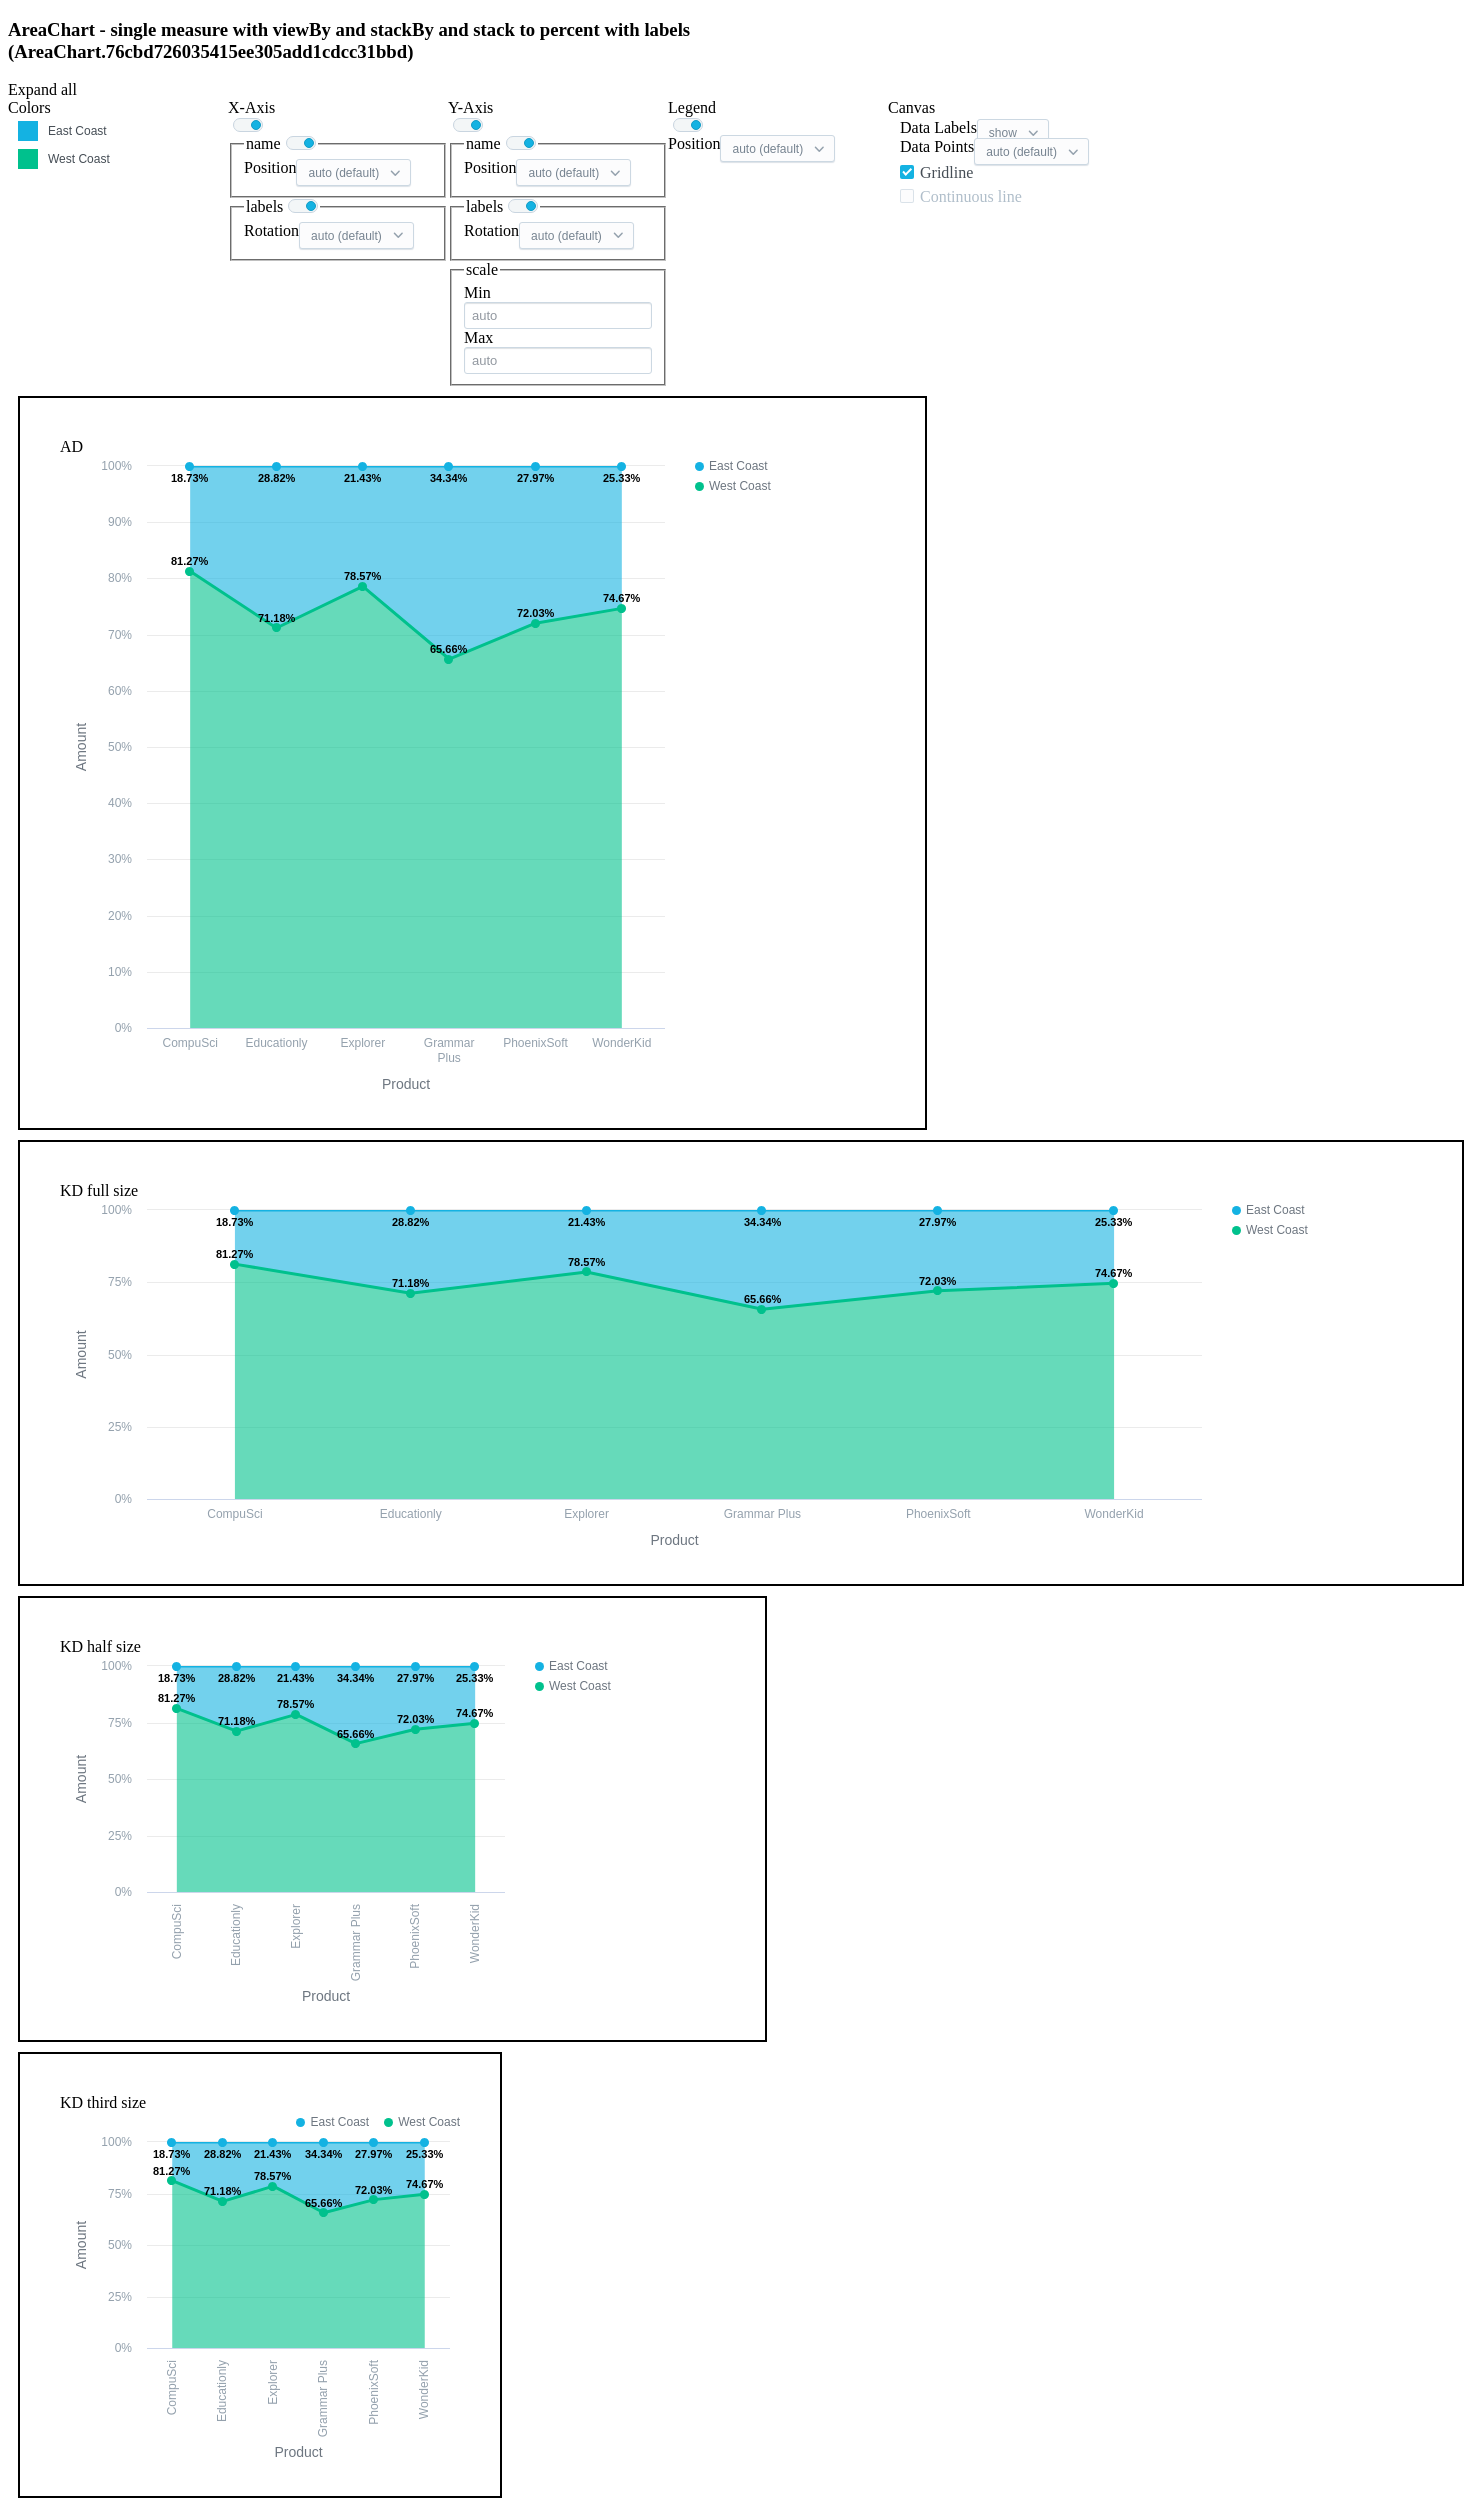 AreaChart - single measure with viewBy and stackBy and stack to percent with labels
(AreaChart.76cbd726035415ee305add1cdcc31bbd)
Expand all
Colors
East Coast
West Coast
X-Axis
name
Position auto (default)
labels
Rotation auto (default)
Y-Axis
name
Position auto (default)
labels
Rotation auto (default)
scale
Min
auto
Max
auto
Legend
Position auto (default)
Canvas
Data Labels show
Data Points auto (default)
Gridline
Continuous line
AD
100%
90%
80%
70%
60%
50%
40%
30%
20%
10%
0%
Amount
18.73% 28.82% 21.43% 34.34% 27.97% 25.33%
81.27% 71.18% 78.57% 65.66% 72.03% 74.67%
CompuSci Educationly Explorer Grammar Plus PhoenixSoft WonderKid
Product
East Coast
West Coast
KD full size
100%
75%
50%
25%
0%
Amount
18.73% 28.82% 21.43% 34.34% 27.97% 25.33%
81.27% 71.18% 78.57% 65.66% 72.03% 74.67%
CompuSci Educationly Explorer Grammar Plus PhoenixSoft WonderKid
Product
East Coast
West Coast
KD half size
100%
75%
50%
25%
0%
Amount
18.73% 28.82% 21.43% 34.34% 27.97% 25.33%
81.27% 71.18% 78.57% 65.66% 72.03% 74.67%
CompuSci Educationly Explorer Grammar Plus PhoenixSoft WonderKid
Product
East Coast
West Coast
KD third size
East Coast West Coast
100%
75%
50%
25%
0%
Amount
18.73% 28.82% 21.43% 34.34% 27.97% 25.33%
81.27% 71.18% 78.57% 65.66% 72.03% 74.67%
CompuSci Educationly Explorer Grammar Plus PhoenixSoft WonderKid
Product